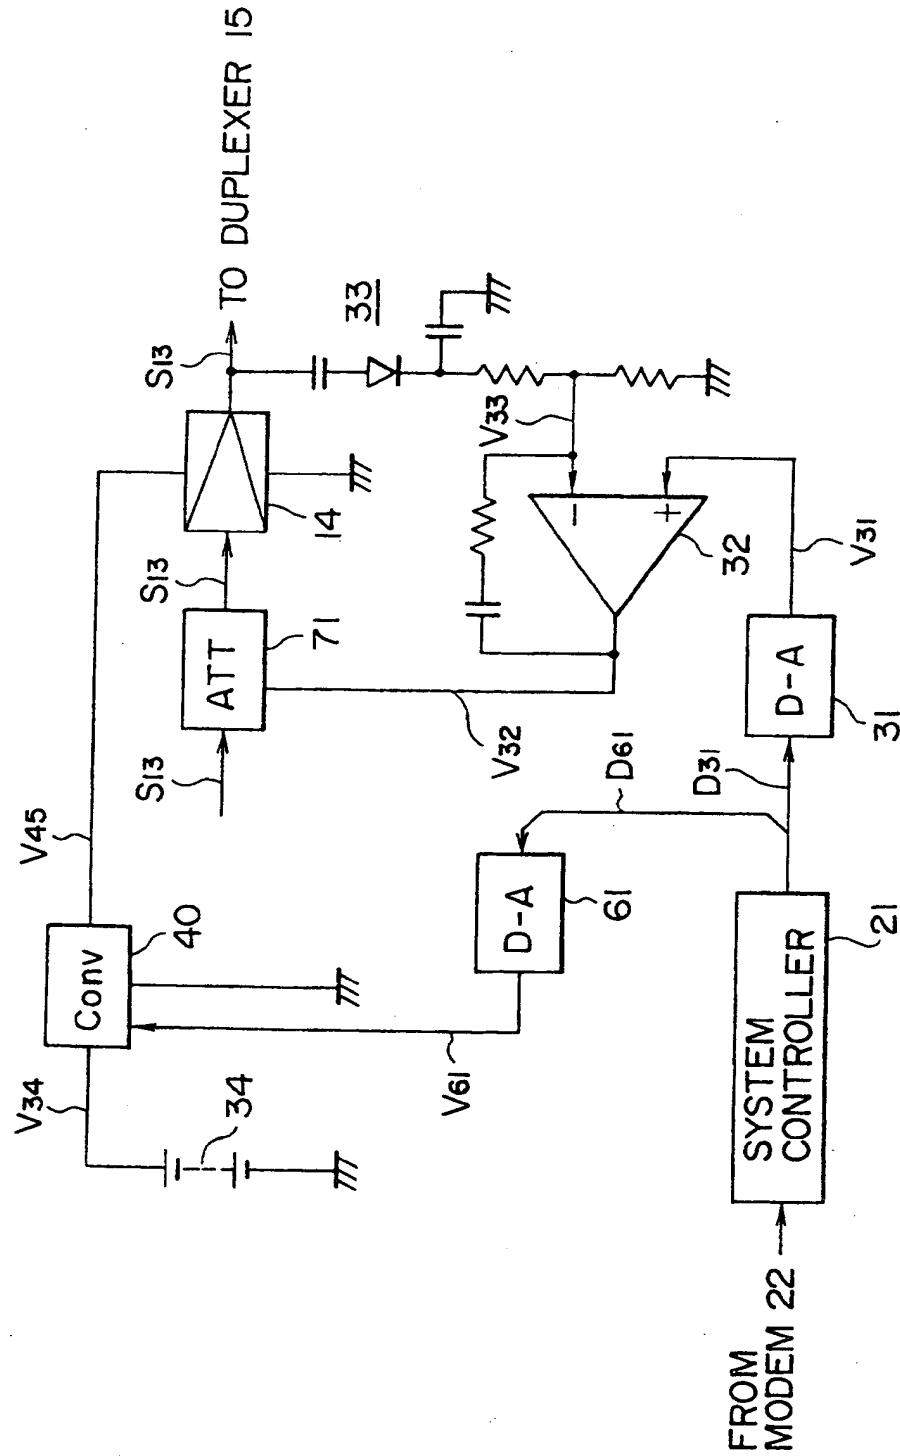 V34
Conv
40
V45
34
S13
ATT
71
S13
14
S13
TO DUPLEXER 15
33
V61
V32
V33
32
D-A
61
D61
FROM
MODEM 22
SYSTEM
CONTROLLER
21
D31
D-A
31
V31
-
+